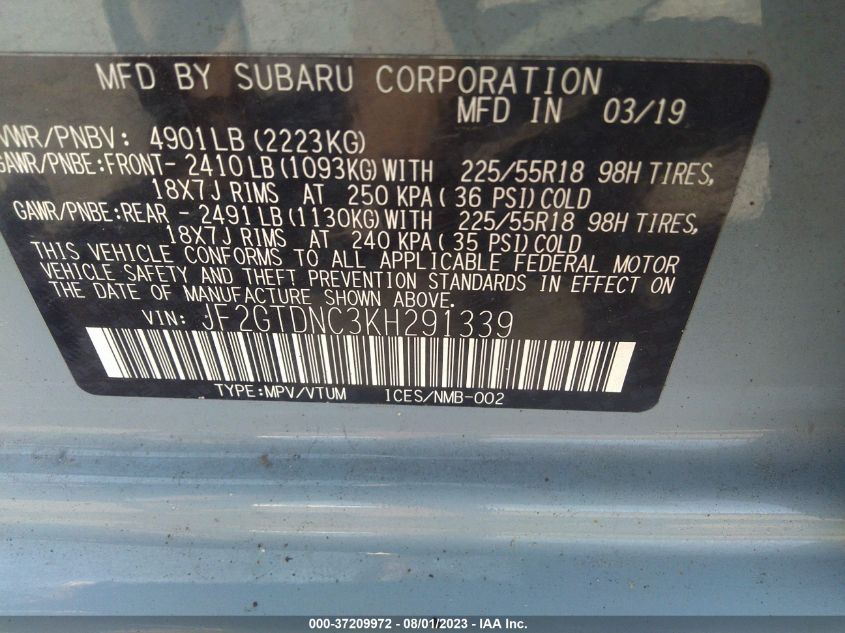 MFD BY SUBARU CORPORATION
MFD IN 03/19
VWR/PNBV: 4901LB(2223KG)
GAWR/PNBE:FRONT- 2410LB(1093KG)WITH 225/55R18 98H TIRES,
18X7J RIMS AT 250 KPA( 36 PSI)COLD
GAWR/PNBE:REAR - 2491LB(1130KG)WITH 225/55R18 98H TIRES,
18X7J RIMS AT 240 KPA( 35 PSI)COLD
THIS VEHICLE CONFORMS TO ALL APPLICABLE FEDERAL MOTOR
VEHICLE SAFETY AND THEFT PREVENTION STANDARDS IN EFFECT ON
THE DATE OF MANUFACTURE SHOWN ABOVE.
VIN: JF2GTDNC3KH291339
TYPE:MPV/VTUM ICES/NMB-002
000-37209972 - 08/01/2023 - IAA Inc.